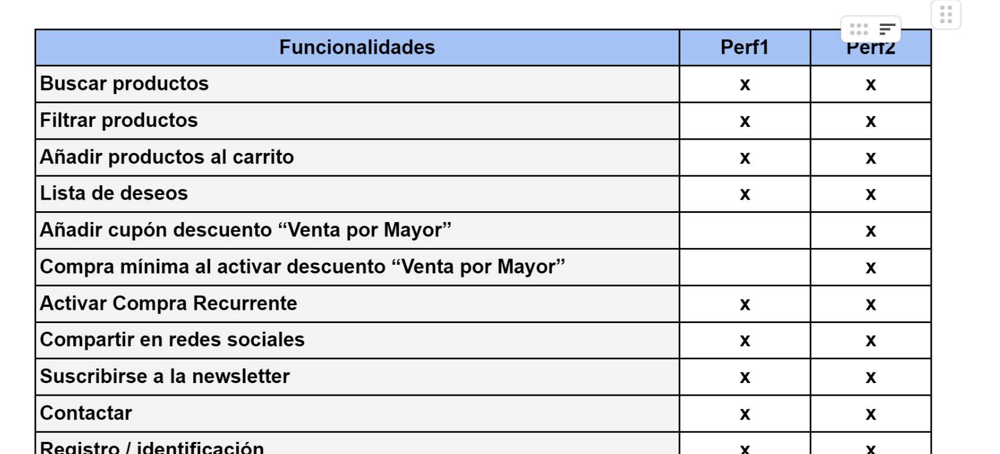 Funcionalidades Perf1 Perf2
Buscar productos x x
Filtrar productos x x
Añadir productos al carrito x x
Lista de deseos x x
Añadir cupón descuento “Venta por Mayor” x
Compra mínima al activar descuento “Venta por Mayor” x
Activar Compra Recurrente x x
Compartir en redes sociales x x
Suscribirse a la newsletter x x
Contactar x x
Registro / identificación x x